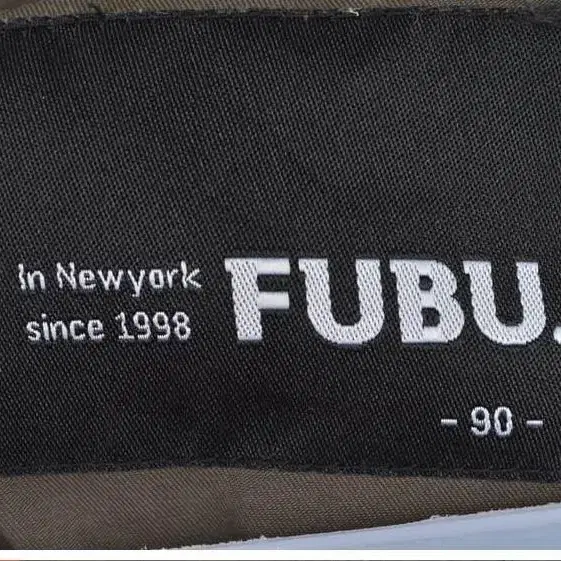 In Newyork
since 1998
FUBU.
- 90 -